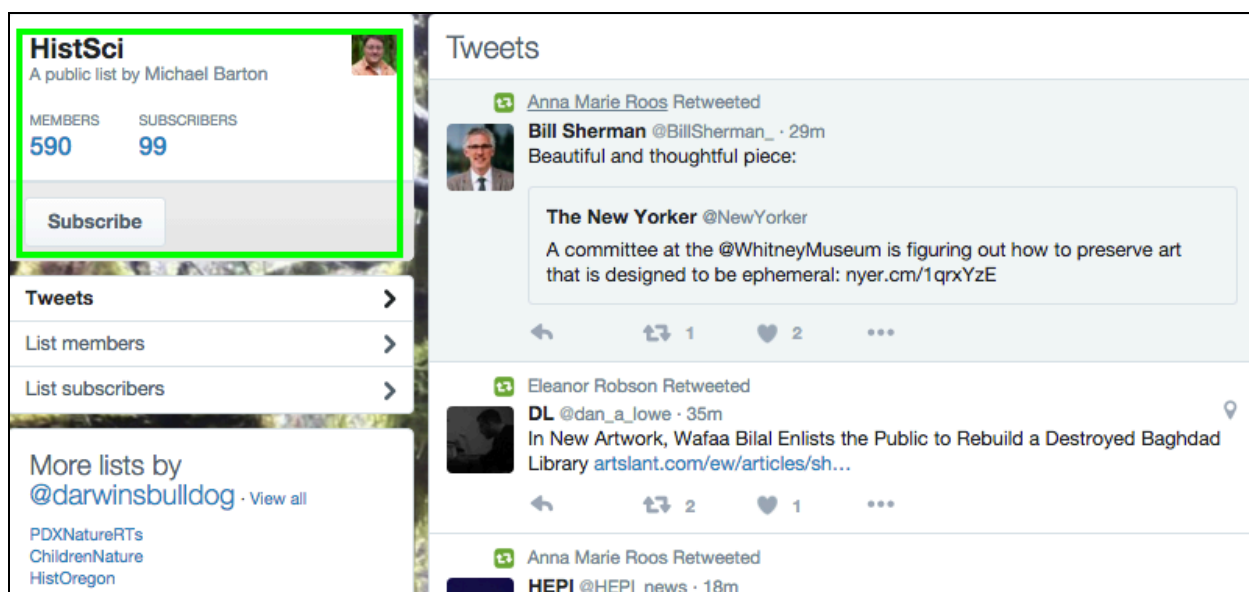 HistSci
A public list by Michael Barton
MEMBERS SUBSCRIBERS
590 99
Subscribe
Tweets
List members
List subscribers
More lists by
@darwinsbulldog · View all
PDXNatureRTs
ChildrenNature
HistOregon
Tweets
Anna Marie Roos Retweeted
Bill Sherman @BillSherman_ · 29m
Beautiful and thoughtful piece:
The New Yorker @NewYorker
A committee at the @WhitneyMuseum is figuring out how to preserve art
that is designed to be ephemeral: nyer.cm/1qrxYzE
1 2
Eleanor Robson Retweeted
DL @dan_a_lowe · 35m
In New Artwork, Wafaa Bilal Enlists the Public to Rebuild a Destroyed Baghdad
Library artslant.com/ew/articles/sh...
2 1
Anna Marie Roos Retweeted
HEPI @HEPI_news · 18m